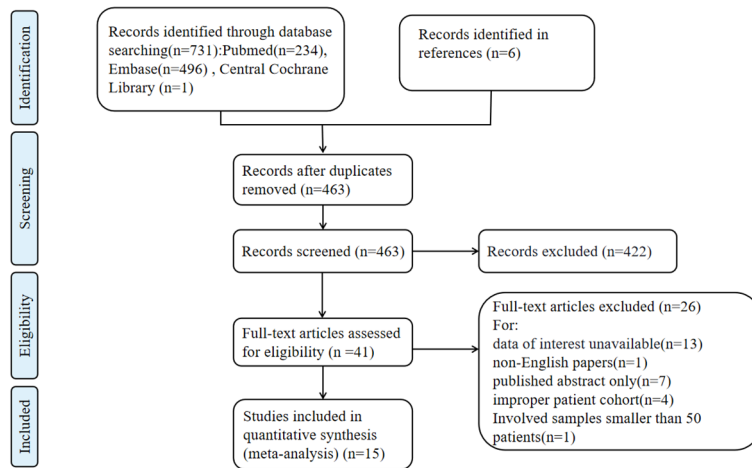 Identification
Records identified through database
searching(n=731):Pubmed(n=234),
Embase(n=496) , Central Cochrane
Library (n=1)
Records identified in
references (n=6)
Screening
Records after duplicates
removed (n=463)
Records screened (n=463)
Records excluded (n=422)
Eligibility
Full-text articles assessed
for eligibility (n =41)
Full-text articles excluded (n=26)
For:
data of interest unavailable(n=13)
non-English papers(n=1)
published abstract only(n=7)
improper patient cohort(n=4)
Involved samples smaller than 50
patients(n=1)
Included
Studies included in
quantitative synthesis
(meta-analysis) (n=15)